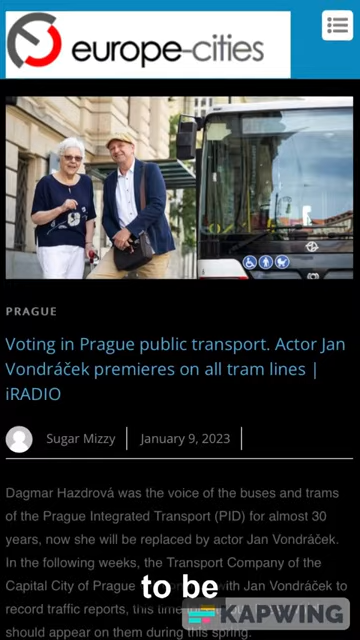 europe-cities
PRAGUE
Voting in Prague public transport. Actor Jan
Vondráček premieres on all tram lines |
iRADIO
Sugar Mizzy
January 9, 2023
Dagmar Hazdrová was the voice of the buses and trams
of the Prague Integrated Transport (PID) for almost 30
years, now she will be replaced by actor Jan Vondráček.
In the following weeks, the Transport Company of the
Capital City of Prague with Jan Vondráček to
to be
record traffic reports, this time
KAPWING
should appear on them during this spring.